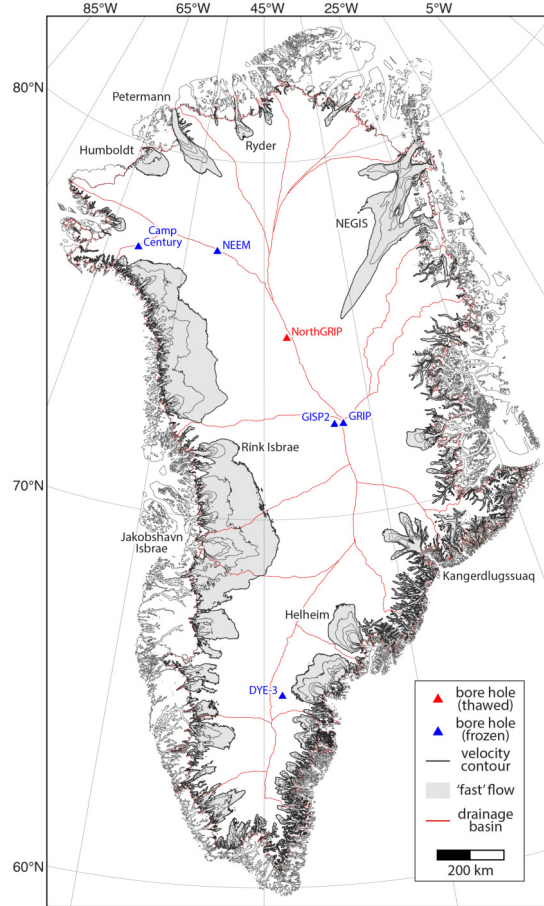 85°W
65°W
45°W
25°W
5°W
80°N
Petermann
Humboldt
Ryder
NEGIS
Camp
Century
NEEM
NorthGRIP
GISP2
GRIP
Rink Isbrae
70°N
Jakobshavn
Isbrae
Kangerdlugssuaq
Helheim
DYE-3
60°N
bore hole
(thawed)
bore hole
(frozen)
velocity
contour
'fast' flow
drainage
basin
200 km